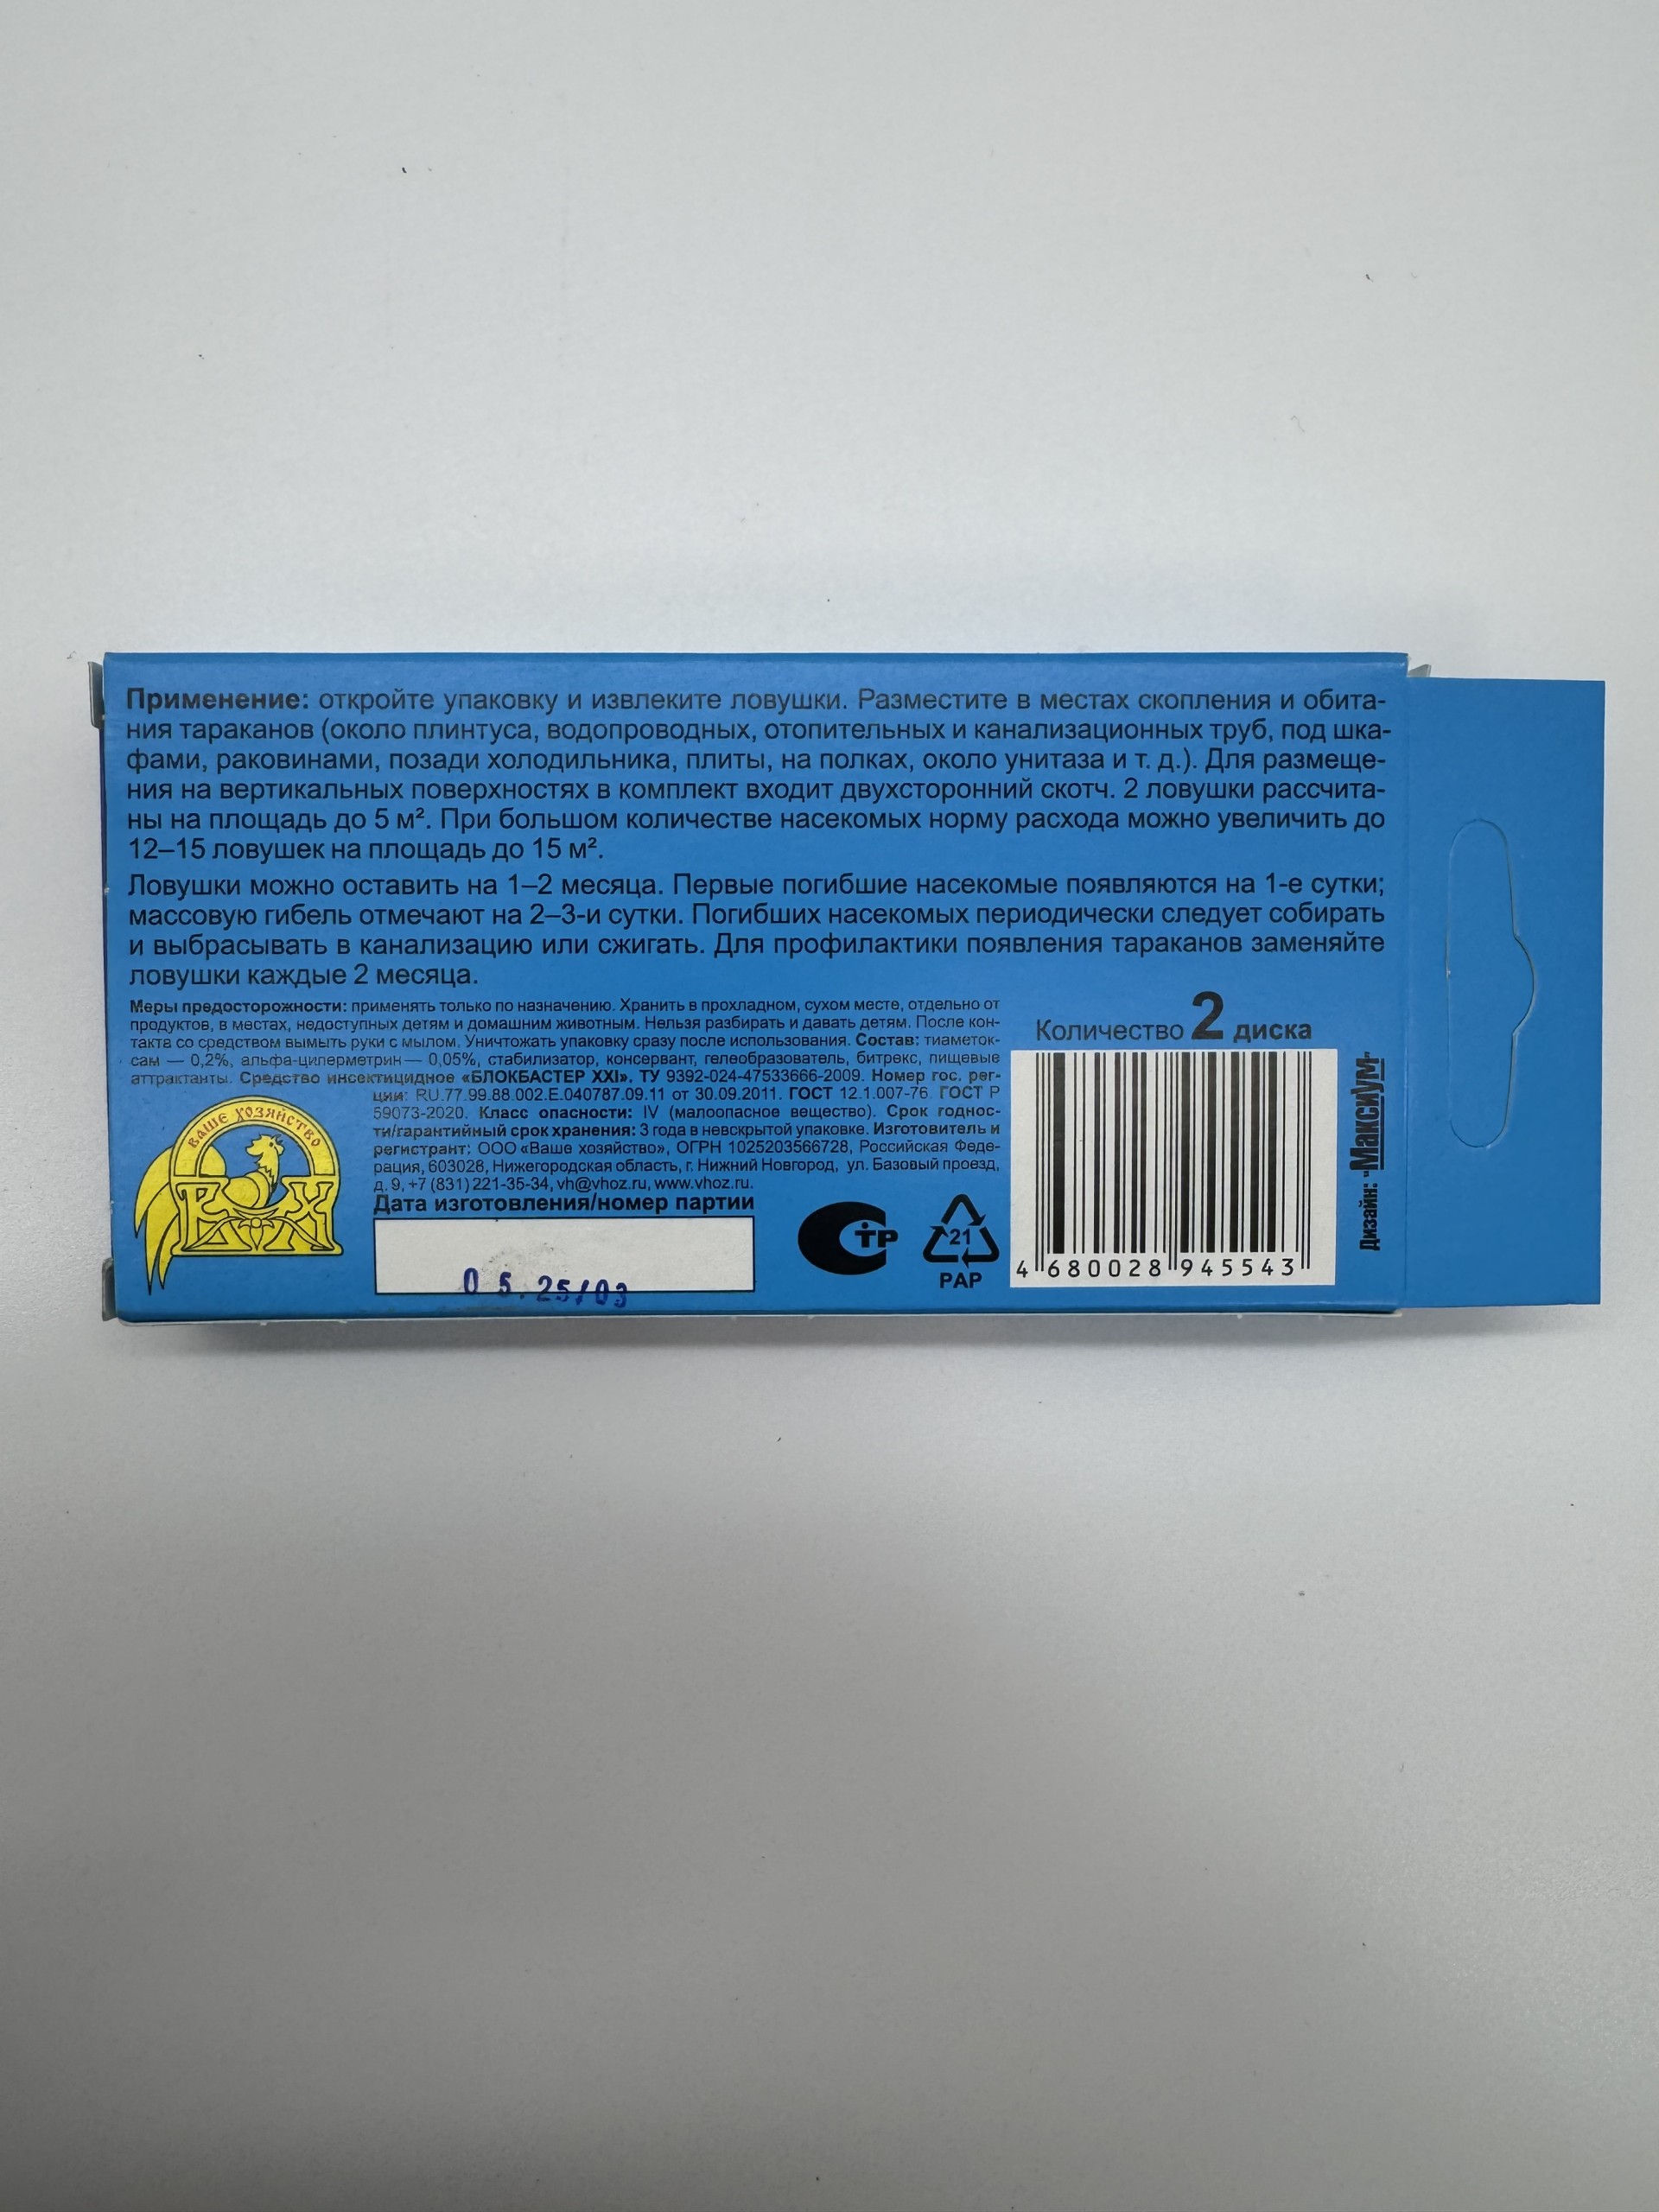 Применение: откройте упаковку и извлеките ловушки. Разместите в местах скопления и обита-
ния тараканов (около плинтуса, водопроводных, отопительных и канализационных труб, под шка-
фами, раковинами, позади холодильника, плиты, на полках, около унитаза и т. д.). Для размеще-
ния на вертикальных поверхностях в комплект входит двухсторонний скотч. 2 ловушки рассчита-
ны на площадь до 5 м². При большом количестве насекомых норму расхода можно увеличить до
12–15 ловушек на площадь до 15 м².
Ловушки можно оставить на 1–2 месяца. Первые погибшие насекомые появляются на 1-е сутки;
массовую гибель отмечают на 2–3-и сутки. Погибших насекомых периодически следует собирать
и выбрасывать в канализацию или сжигать. Для профилактики появления тараканов заменяйте
ловушки каждые 2 месяца.
Меры предосторожности: применять только по назначению. Хранить в прохладном, сухом месте, отдельно от
продуктов, в местах, недоступных детям и домашним животным. Нельзя разбирать и давать детям. После кон-
такта со средством вымыть руки с мылом. Уничтожать упаковку сразу после использования. Состав: тиаметок-
сам — 0,2%, альфа-циперметрин — 0,05%, стабилизатор, консервант, гелеобразователь, битрекс, пищевые
аттрактанты. Средство инсектицидное «БЛОКБАСТЕР XXI». ТУ 9392-024-47533666-2009. Номер гос. рег-
ции: RU.77.99.88.002.Е.040787.09.11 от 30.09.2011. ГОСТ 12.1.007-76. ГОСТ Р
59073-2020. Класс опасности: IV (малоопасное вещество). Срок годнос-
ти/гарантийный срок хранения: 3 года в невскрытой упаковке. Изготовитель и
регистрант: ООО «Ваше хозяйство», ОГРН 1025203566728, Российская Феде-
рация, 603028, Нижегородская область, г. Нижний Новгород, ул. Базовый проезд,
д. 9, +7 (831) 221-35-34, vh@vhoz.ru, www.vhoz.ru.
ВАШЕ ХОЗЯЙСТВО
ВХ
Дата изготовления/номер партии
05.25/03
СТР
21
PAP
Количество 2 диска
4 680028 945543
Дизайн: "МаксиУМ"